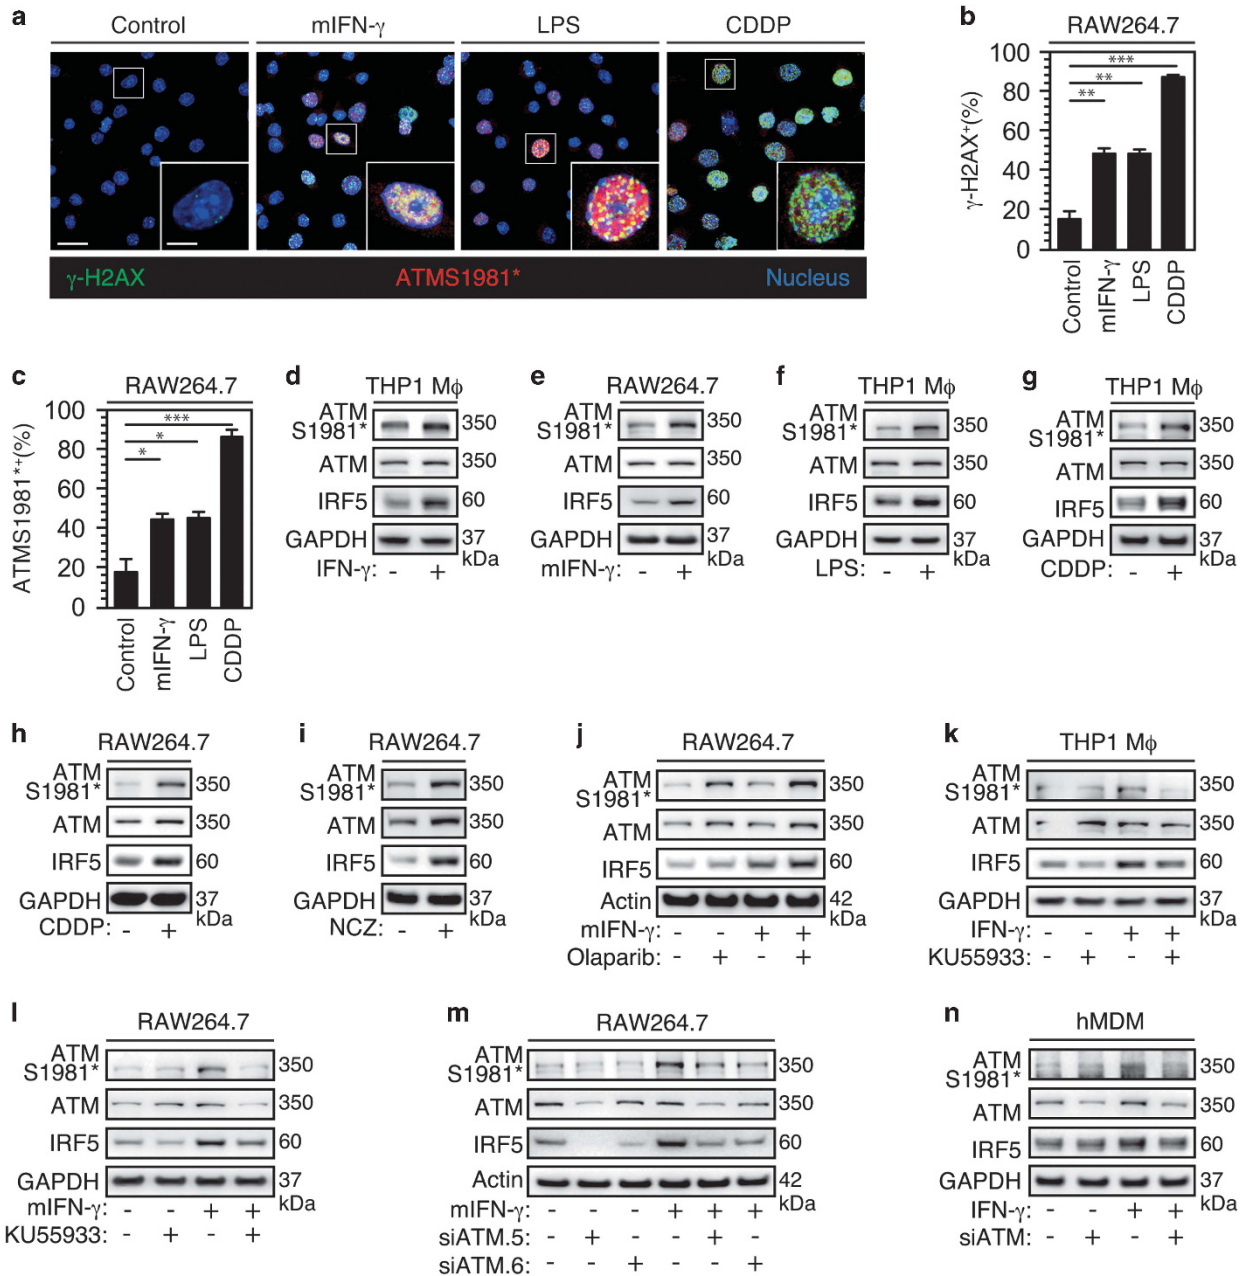 a
Control mIFN-γ LPS CDDP
γ-H2AX ATMS1981* Nucleus
b
RAW264.7
γ-H2AX+(%)
100
80
60
40
20
0
***
**
**
Control mIFN-γ LPS CDDP
c
RAW264.7
ATMS1981*+(%)
100
80
60
40
20
0
***
*
*
Control mIFN-γ LPS CDDP
d
THP1 Mϕ
ATM
S1981* 350
ATM 350
IRF5 60
GAPDH 37
kDa
IFN-γ: - +
e
RAW264.7
ATM
S1981* 350
ATM 350
IRF5 60
GAPDH 37
kDa
mIFN-γ: - +
f
THP1 Mϕ
ATM
S1981* 350
ATM 350
IRF5 60
GAPDH 37
kDa
LPS: - +
g
THP1 Mϕ
ATM
S1981* 350
ATM 350
IRF5 60
GAPDH 37
kDa
CDDP: - +
h
RAW264.7
ATM
S1981* 350
ATM 350
IRF5 60
GAPDH 37
kDa
CDDP: - +
i
RAW264.7
ATM
S1981* 350
ATM 350
IRF5 60
GAPDH 37
kDa
NCZ: - +
j
RAW264.7
ATM
S1981* 350
ATM 350
IRF5 60
Actin 42
kDa
mIFN-γ: - - + +
Olaparib: - + - +
k
THP1 Mϕ
ATM
S1981* 350
ATM 350
IRF5 60
GAPDH 37
kDa
IFN-γ: - - + +
KU55933: - + - +
l
RAW264.7
ATM
S1981* 350
ATM 350
IRF5 60
GAPDH 37
kDa
mIFN-γ: - - + +
KU55933: - + - +
m
RAW264.7
ATM
S1981* 350
ATM 350
IRF5 60
Actin 42
kDa
mIFN-γ: - - - + + +
siATM.5: - + - - + -
siATM.6: - - + - - +
n
hMDM
ATM
S1981* 350
ATM 350
IRF5 60
GAPDH 37
kDa
IFN-γ: - - + +
siATM: - + - +